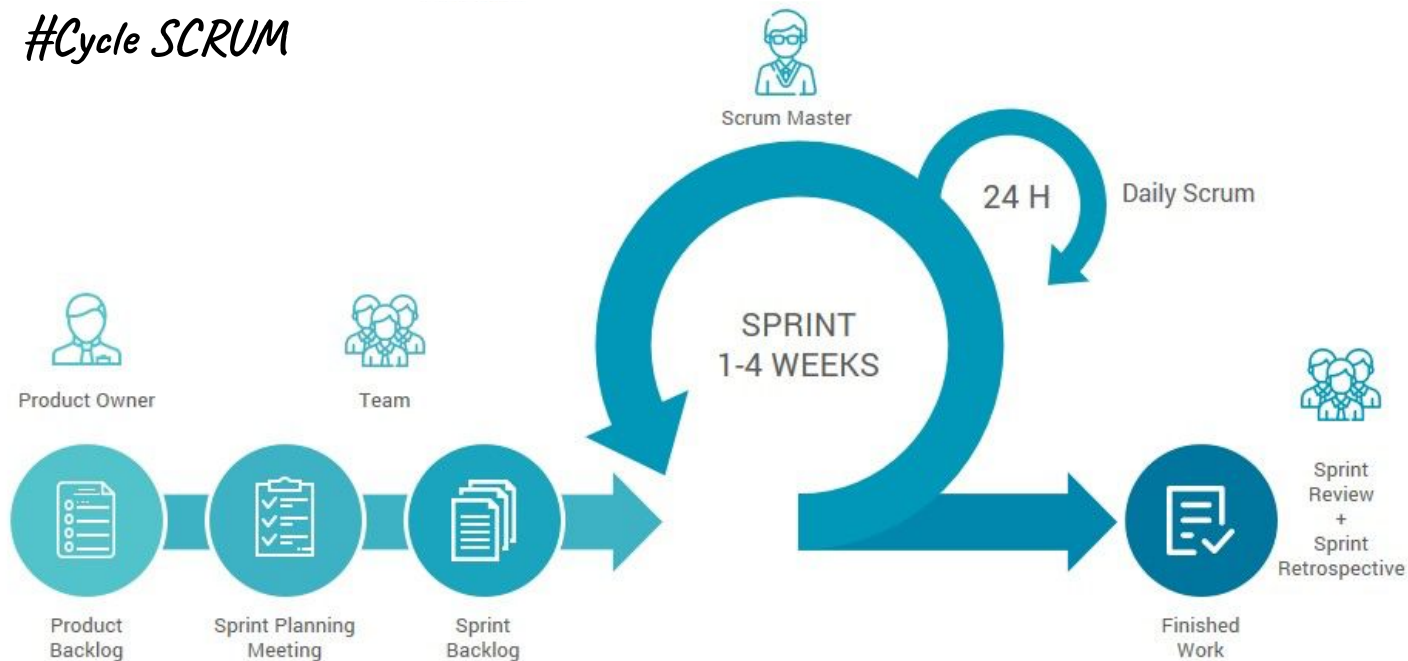 #Cycle SCRUM
Scrum Master
24 H
Daily Scrum
SPRINT
1-4 WEEKS
Product Owner
Team
Product
Backlog
Sprint Planning
Meeting
Sprint
Backlog
Finished
Work
Sprint
Review
+
Sprint
Retrospective